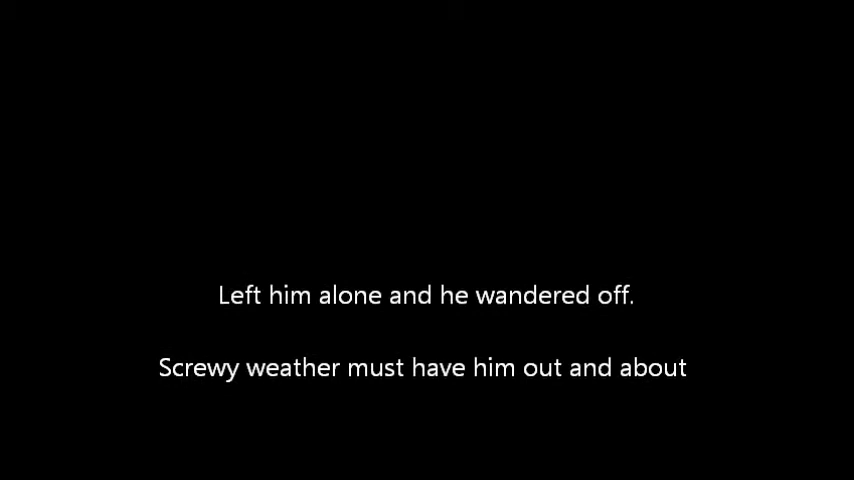 Left him alone and he wandered off.
Screwy weather must have him out and about